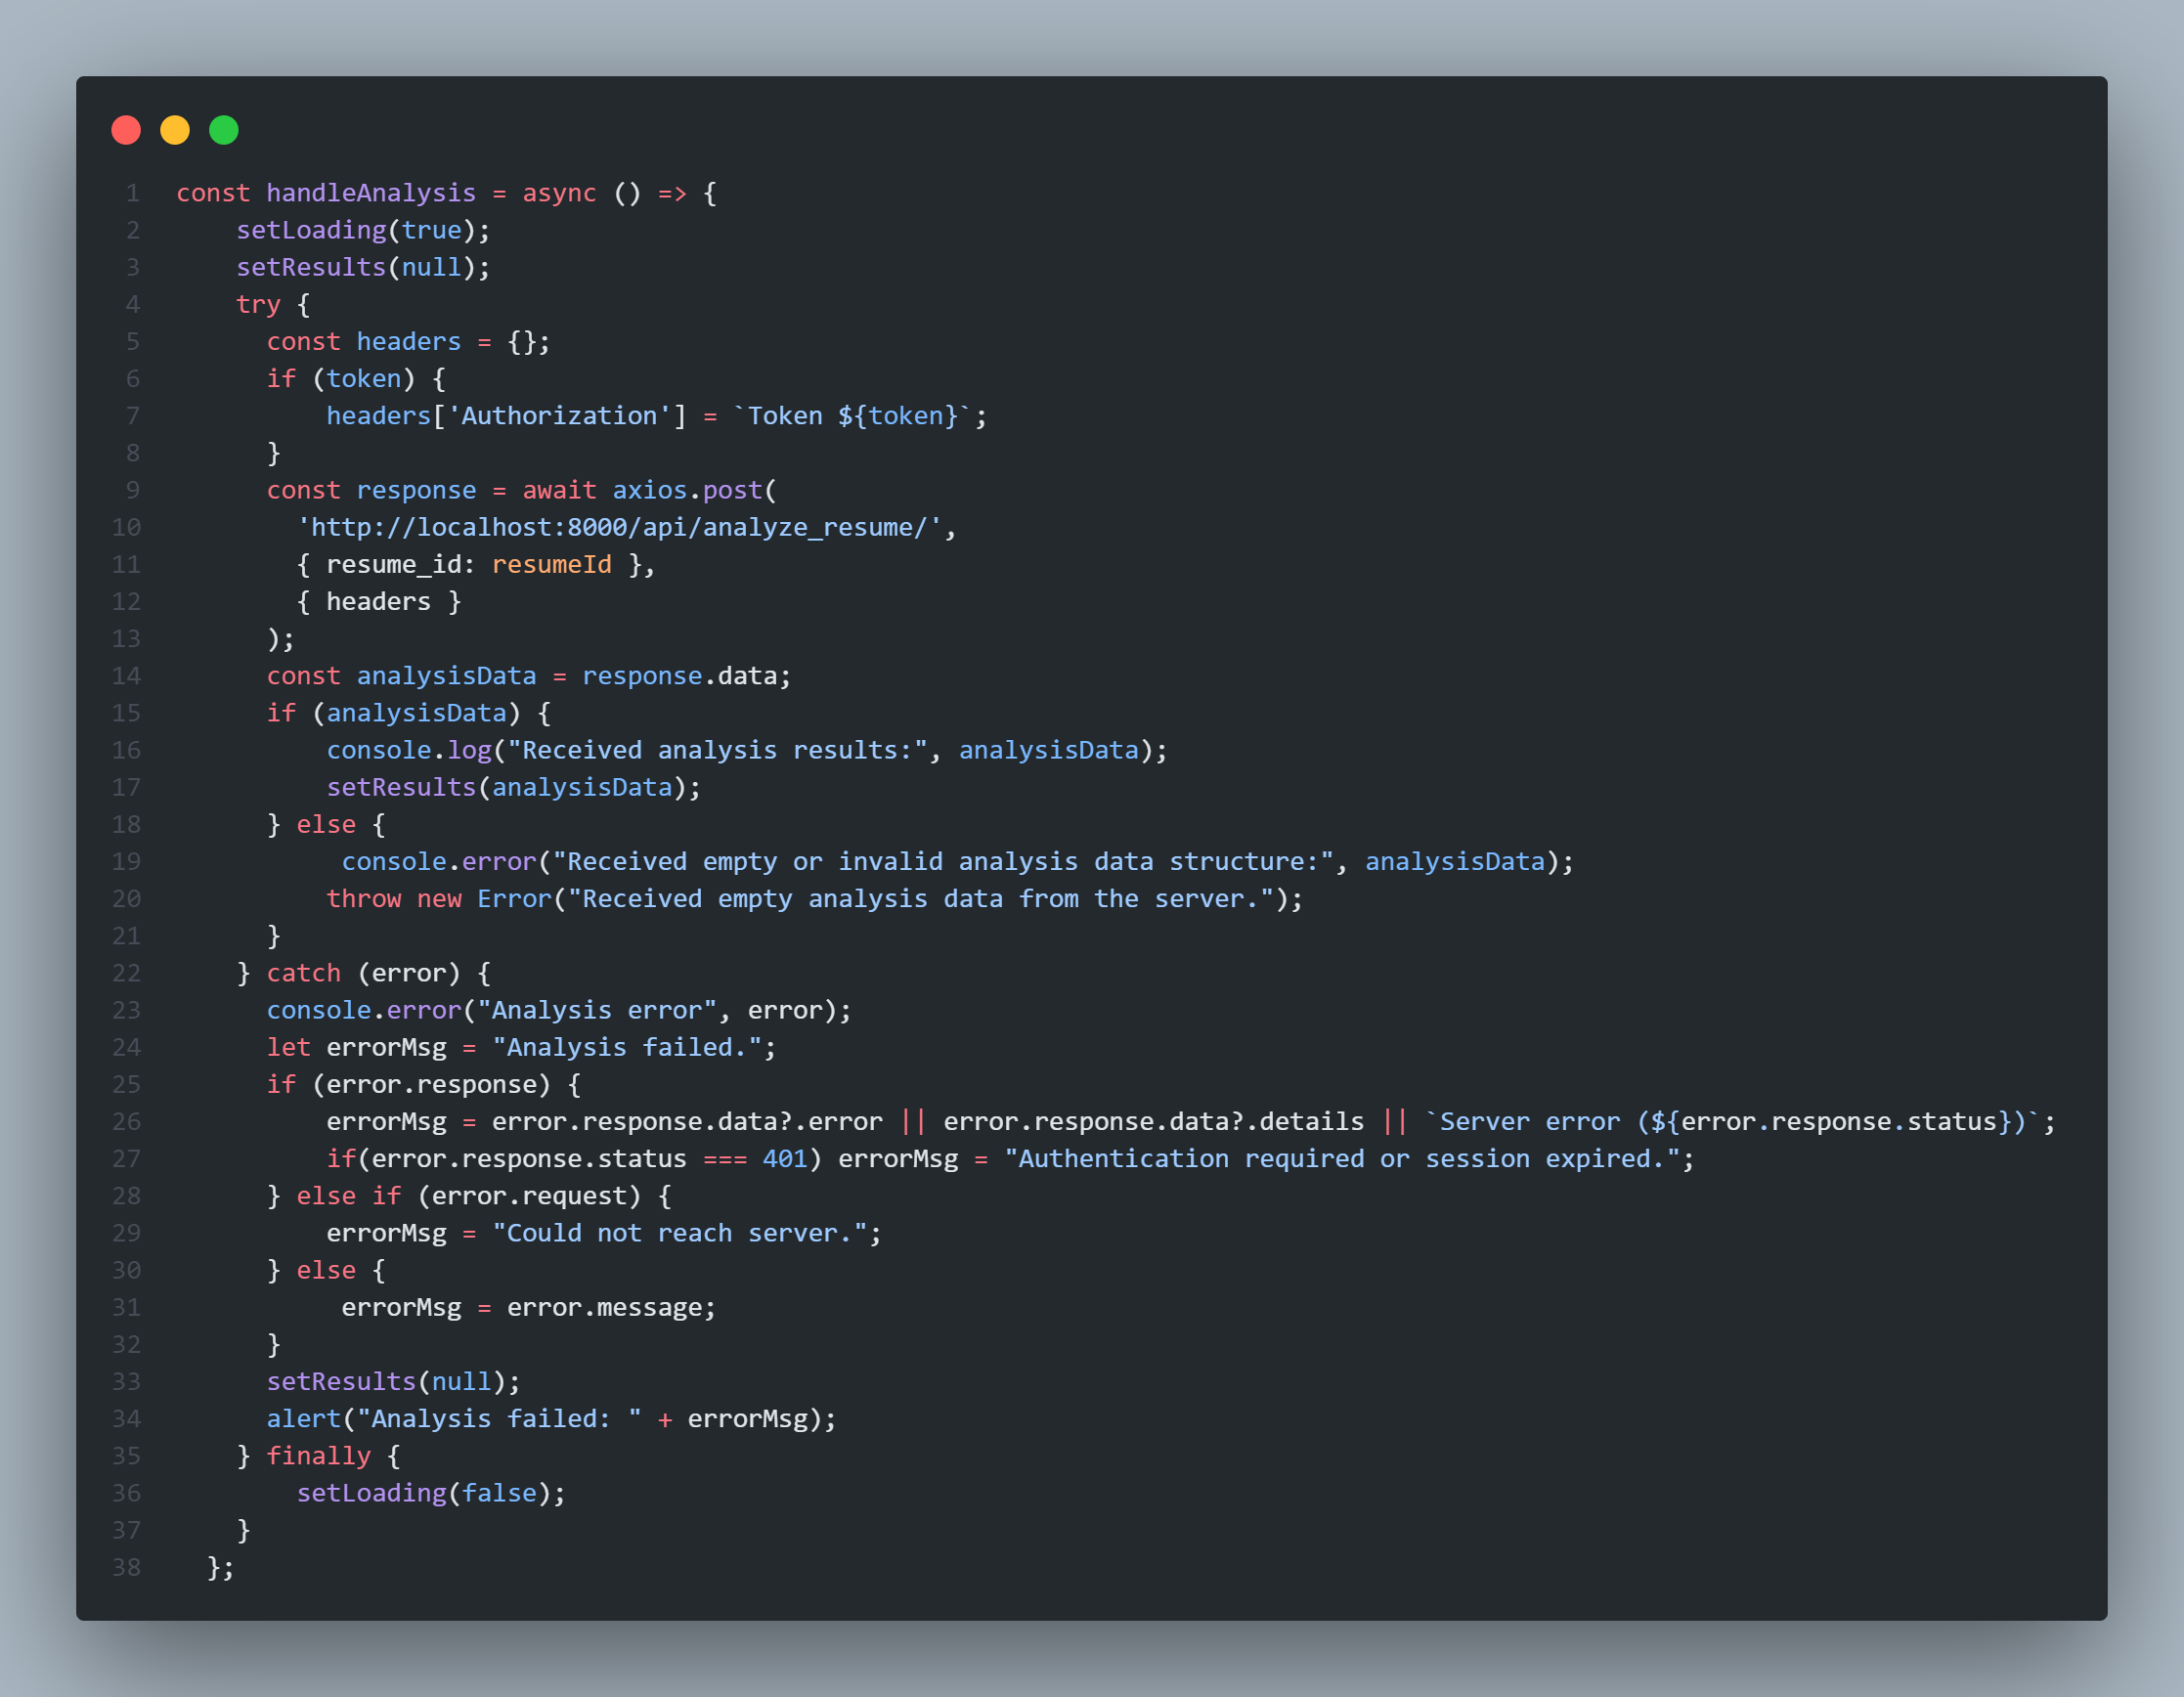 1 const handleAnalysis = async () => {
2     setLoading(true);
3     setResults(null);
4     try {
5       const headers = {};
6       if (token) {
7           headers['Authorization'] = `Token ${token}`;
8       }
9       const response = await axios.post(
10         'http://localhost:8000/api/analyze_resume/',
11         { resume_id: resumeId },
12         { headers }
13       );
14       const analysisData = response.data;
15       if (analysisData) {
16           console.log("Received analysis results:", analysisData);
17           setResults(analysisData);
18       } else {
19            console.error("Received empty or invalid analysis data structure:", analysisData);
20           throw new Error("Received empty analysis data from the server.");
21       }
22     } catch (error) {
23       console.error("Analysis error", error);
24       let errorMsg = "Analysis failed.";
25       if (error.response) {
26           errorMsg = error.response.data?.error || error.response.data?.details || `Server error (${error.response.status})`;
27           if(error.response.status === 401) errorMsg = "Authentication required or session expired.";
28       } else if (error.request) {
29           errorMsg = "Could not reach server.";
30       } else {
31            errorMsg = error.message;
32       }
33       setResults(null);
34       alert("Analysis failed: " + errorMsg);
35     } finally {
36         setLoading(false);
37     }
38   };